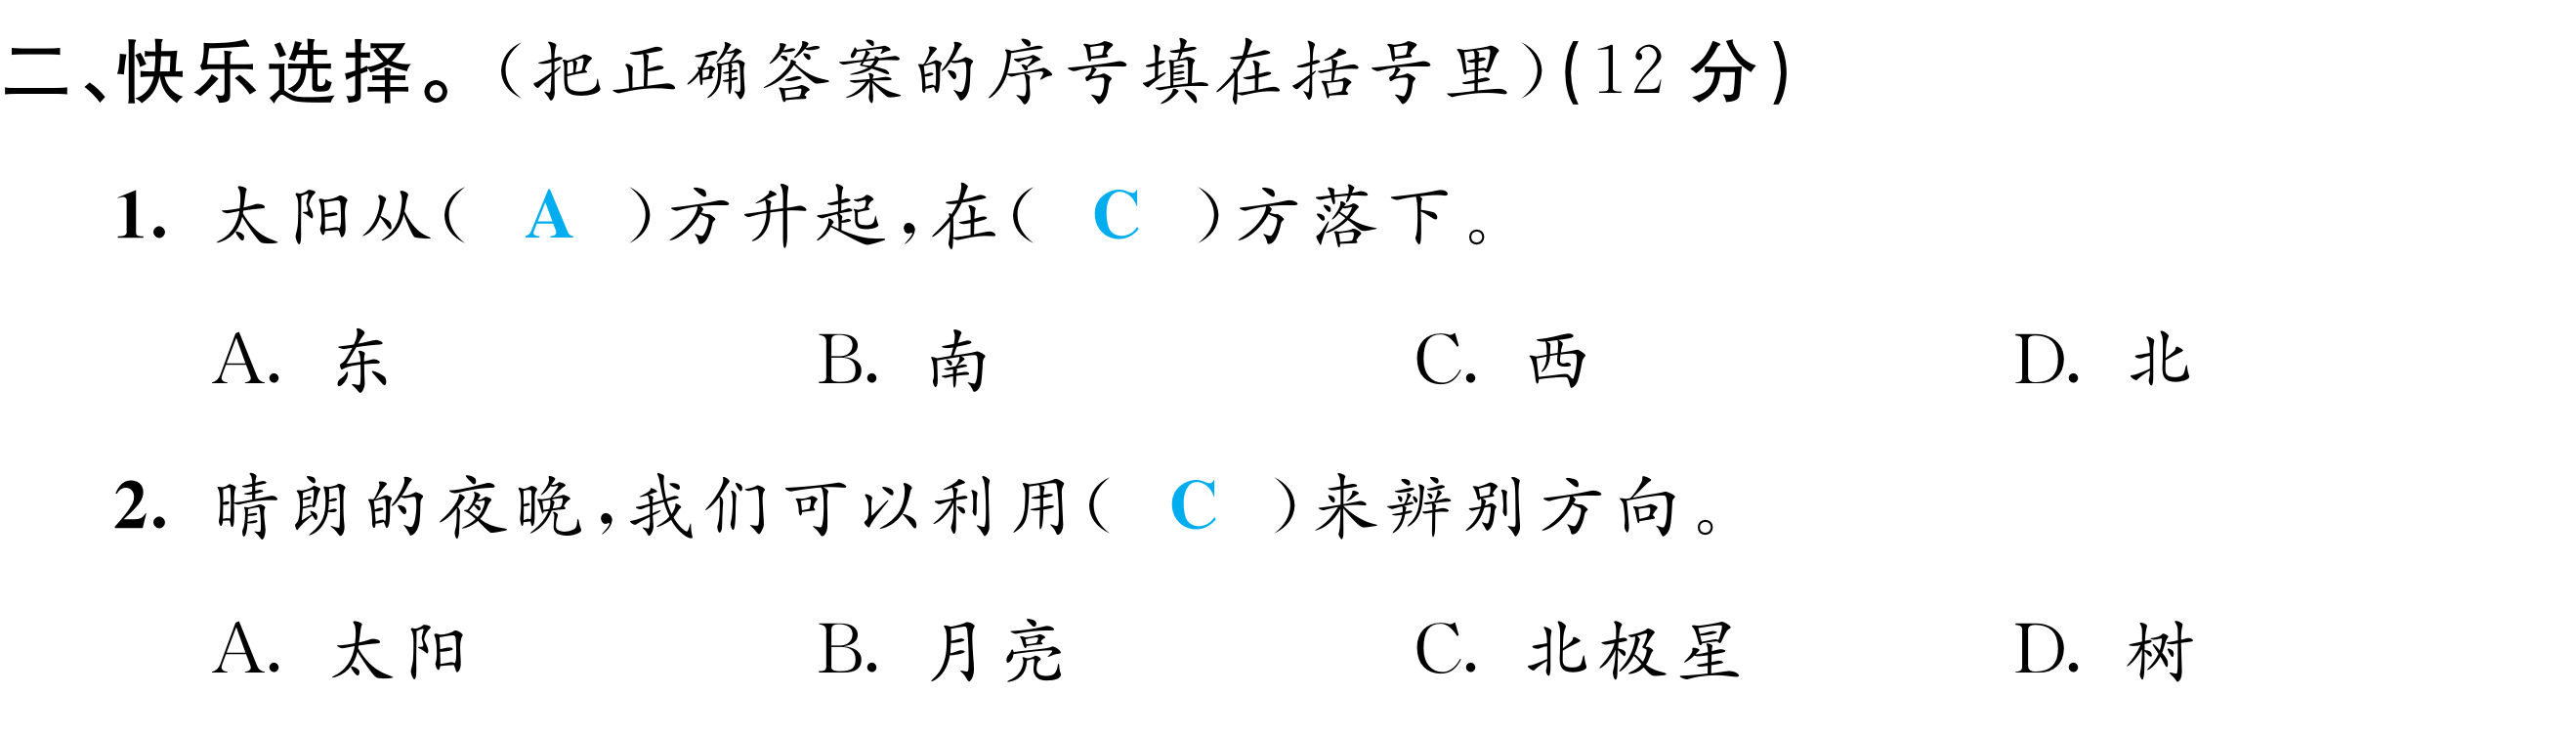 二、快乐选择。(把正确答案的序号填在括号里)(12 分)
1. 太阳从( A )方升起,在( C )方落下。
A. 东 B. 南 C. 西 D. 北
2. 晴朗的夜晚,我们可以利用( C )来辨别方向。
A. 太阳 B. 月亮 C. 北极星 D. 树